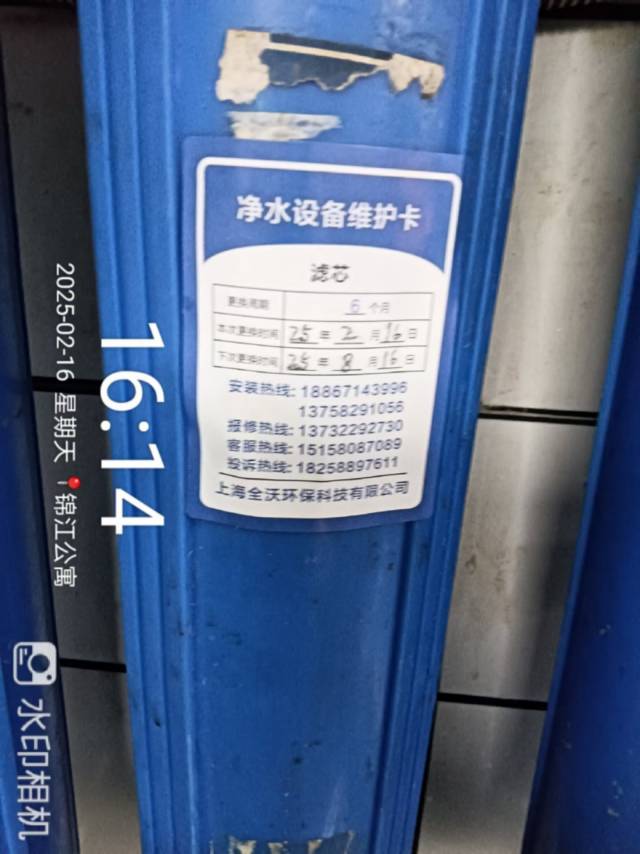 净水设备维护卡
滤芯
更换周期 6 个月
本次更换时间 25 年 2 月 16 日
下次更换时间 25 年 8 月 16 日
安装热线: 18867143996
13758291056
报修热线: 13732292730
客服热线: 15158087089
投诉热线: 18258897611
上海全沃环保科技有限公司
16:14
2025-02-16 星期天 锦江公寓
水印相机